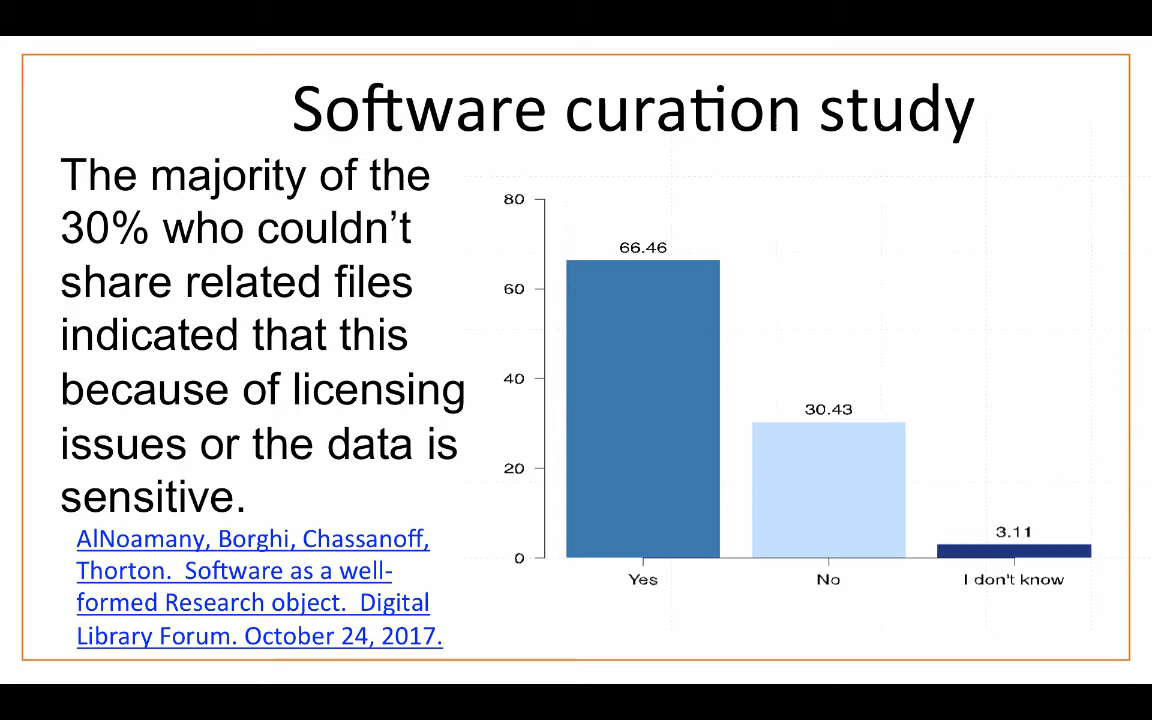 Software curation study
The majority of the
30% who couldn't
share related files
indicated that this
because of licensing
issues or the data is
sensitive.
AlNoamany, Borghi, Chassanoff,
Thorton.  Software as a well-
formed Research object.  Digital
Library Forum. October 24, 2017.
80
60
40
20
0
66.46
30.43
3.11
Yes
No
I don't know